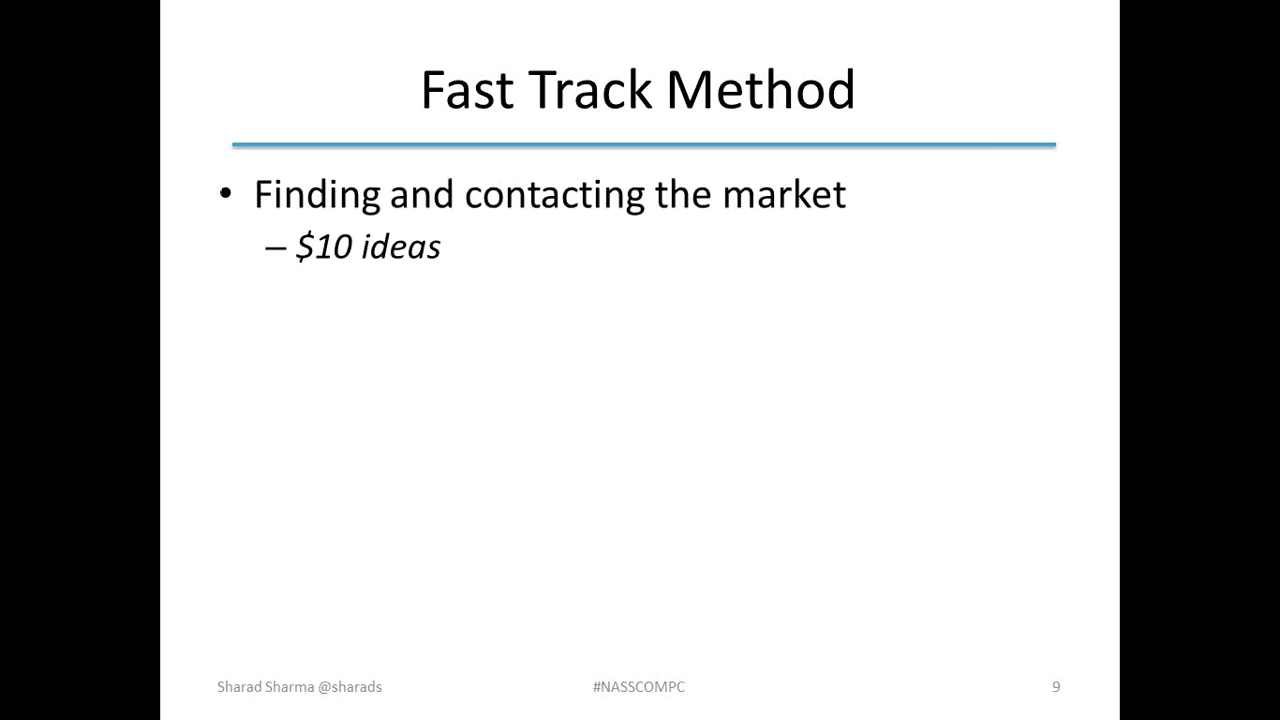 Fast Track Method
• Finding and contacting the market
– $10 ideas
Sharad Sharma @sharads #NASSCOMPC 9